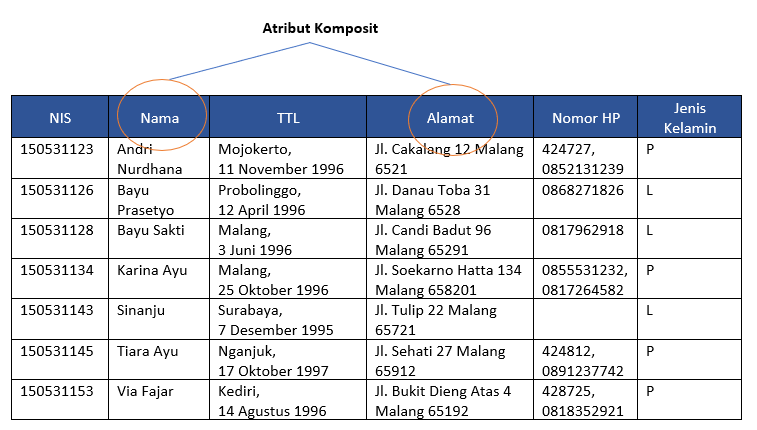 Atribut Komposit
NIS Nama TTL Alamat Nomor HP Jenis
Kelamin
150531123 Andri Mojokerto, Jl. Cakalang 12 Malang 424727, P
Nurdhana 11 November 1996 6521 0852131239
150531126 Bayu Probolinggo, Jl. Danau Toba 31 0868271826 L
Prasetyo 12 April 1996 Malang 6528
150531128 Bayu Sakti Malang, Jl. Candi Badut 96 0817962918 L
3 Juni 1996 Malang 65291
150531134 Karina Ayu Malang, Jl. Soekarno Hatta 134 0855531232, P
25 Oktober 1996 Malang 658201 0817264582
150531143 Sinanju Surabaya, Jl. Tulip 22 Malang L
7 Desember 1995 65721
150531145 Tiara Ayu Nganjuk, Jl. Sehati 27 Malang 424812, P
17 Oktober 1997 65912 0891237742
150531153 Via Fajar Kediri, Jl. Bukit Dieng Atas 4 428725, P
14 Agustus 1996 Malang 65192 0818352921